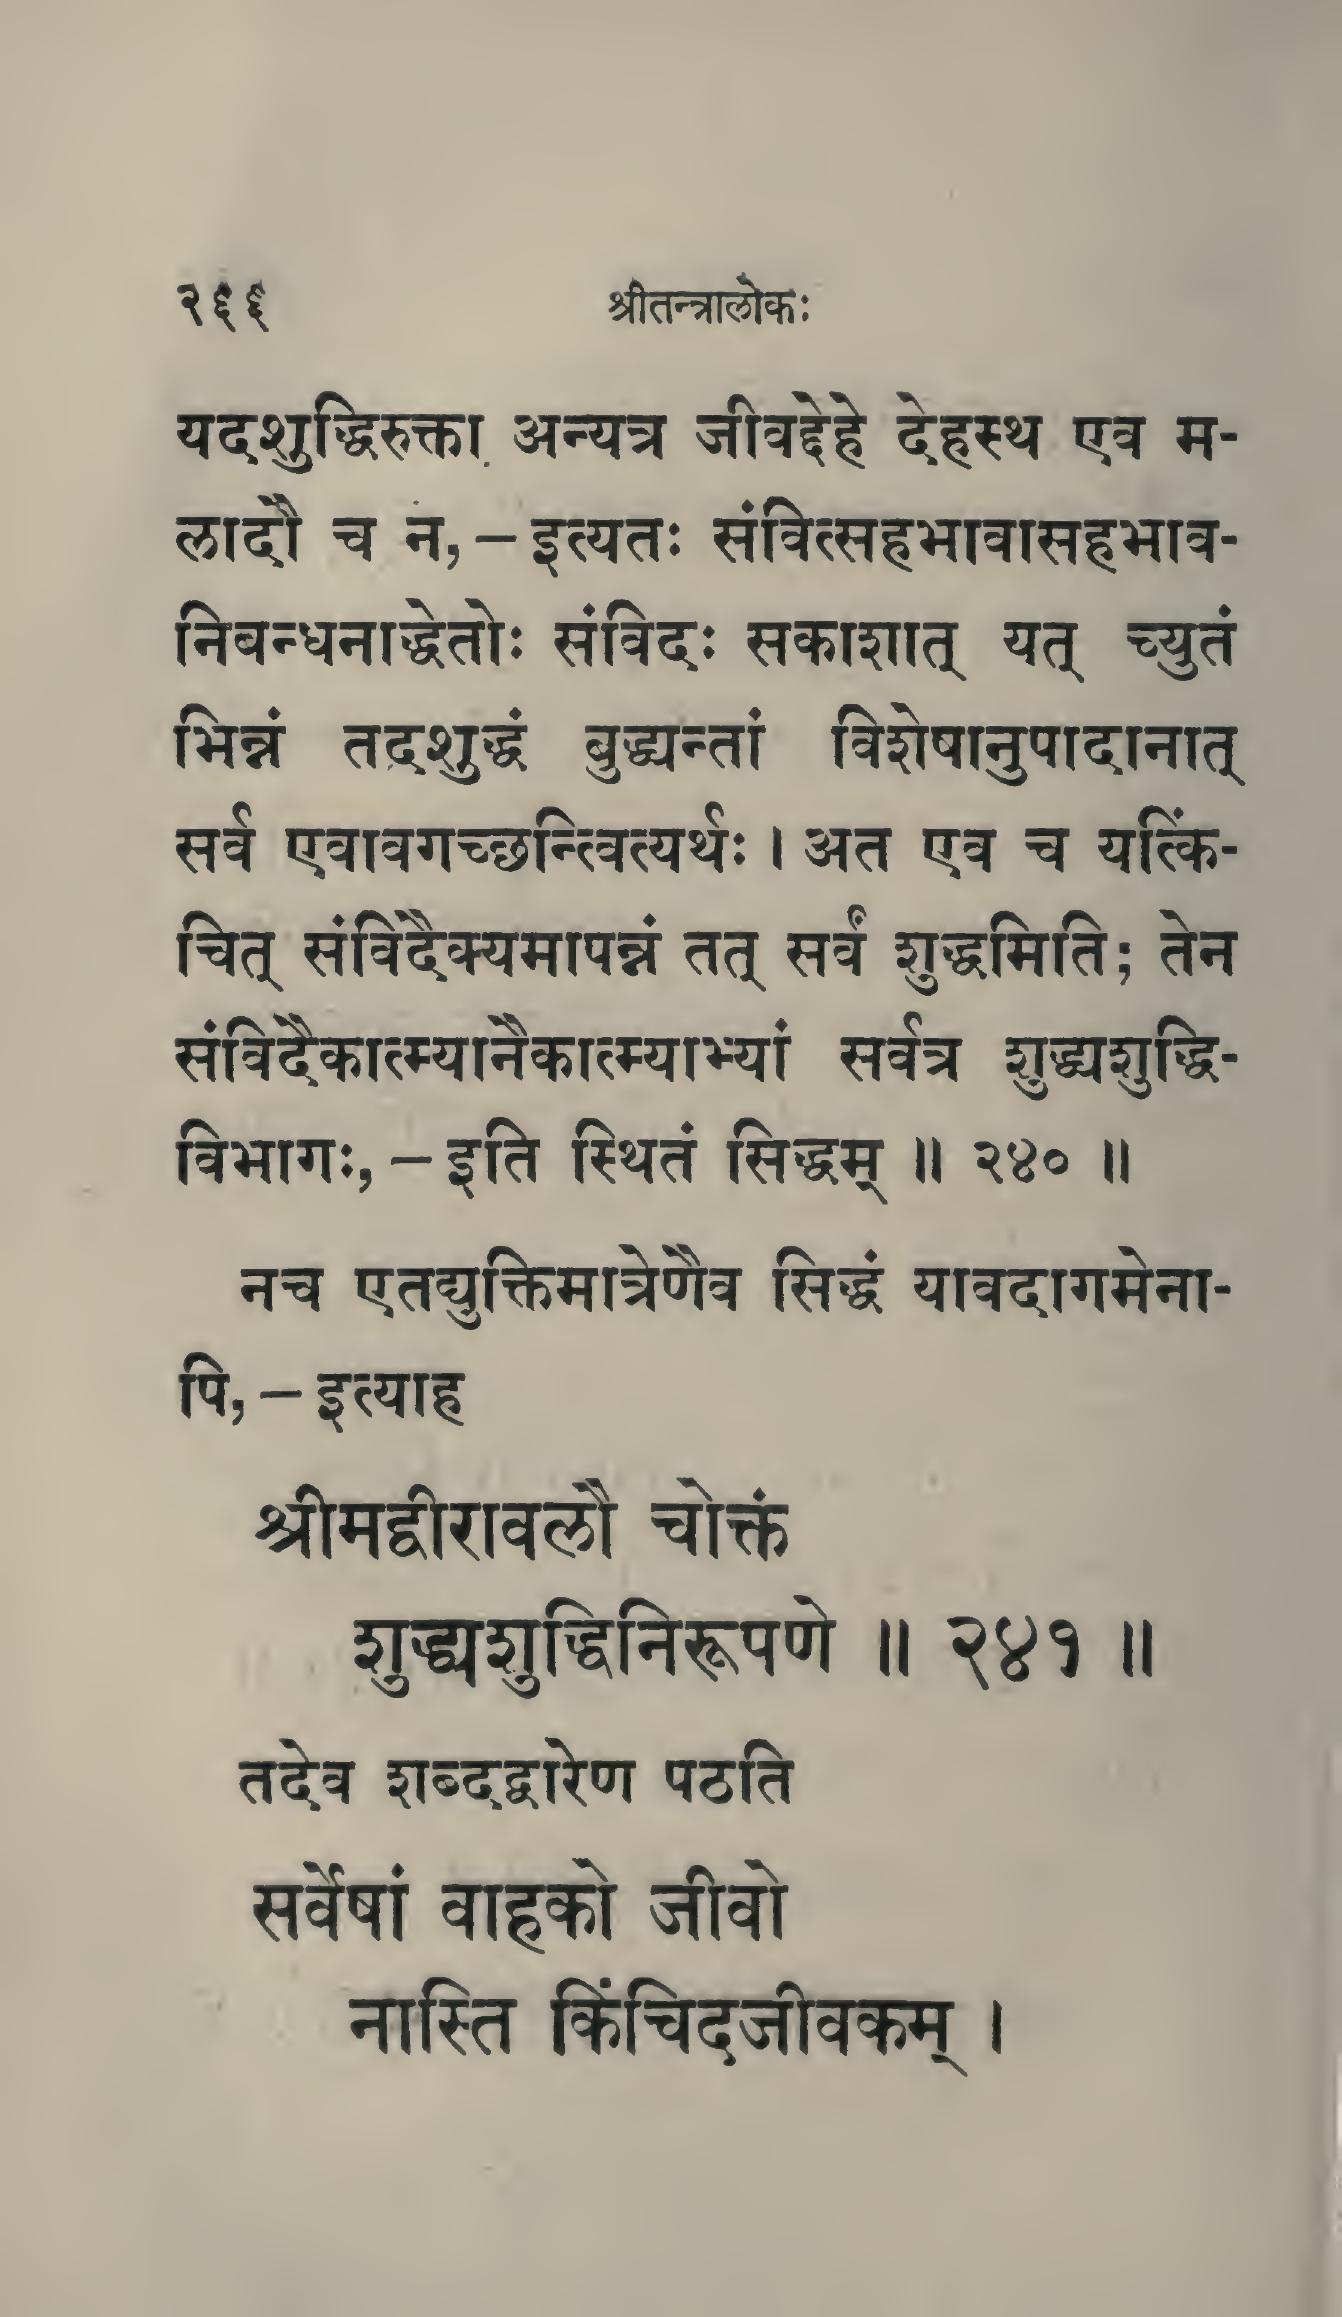 २६६ श्रीतन्त्रालोकः
यदशुद्धिरुक्ता अन्यत्र जीवद्देहे देहस्थ एव म-
लादौ च न, – इत्यतः संवित्सहभावासहभाव-
निबन्धनाद्धेतोः संविदः सकाशात् यत् च्युतं
भिन्नं तदशुद्धं बुद्ध्यन्तां विशेषानुपादानात्
सर्व एवावगच्छन्त्वित्यर्थः । अत एव च यत्किं-
चित् संविदैक्यमापन्नं तत् सर्वं शुद्धमिति; तेन
संविदैकात्म्यानैकात्म्याभ्यां सर्वत्र शुद्ध्यशुद्धि-
विभागः, – इति स्थितं सिद्धम् ॥ २४० ॥
नच एतद्युक्तिमात्रेणैव सिद्धं यावदागमेना-
पि, – इत्याह
श्रीमद्वीरावलौ चोक्तं
शुद्ध्यशुद्धिनिरूपणे ॥ २४१ ॥
तदेव शब्दद्वारेण पठति
सर्वेषां वाहको जीवो
नास्ति किंचिदजीवकम् ।